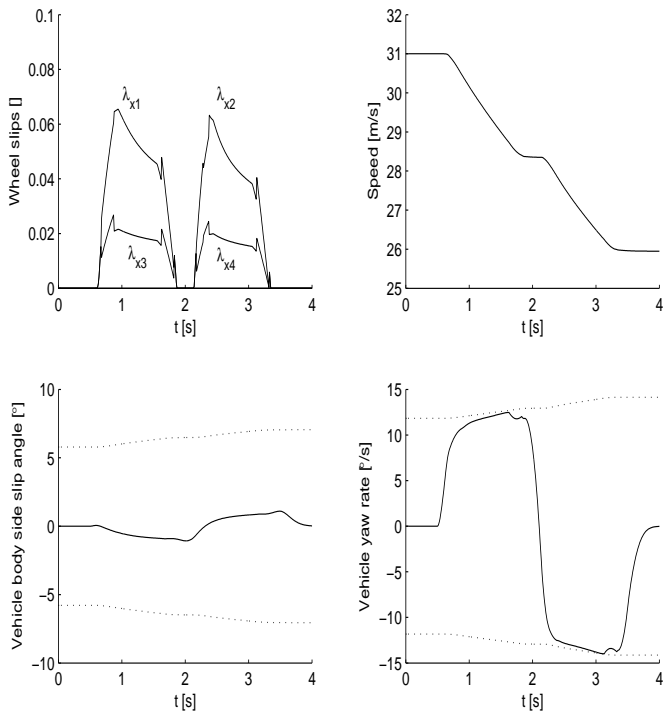 0.1
0.08
0.06
0.04
0.02
0
Wheel slips []
λx1
λx2
λx3
λx4
0 1 2 3 4
t [s]
32
31
30
29
28
27
26
25
Speed [m/s]
0 1 2 3 4
t [s]
10
5
0
−5
−10
Vehicle body side slip angle [°]
0 1 2 3 4
t [s]
15
10
5
0
−5
−10
−15
Vehicle yaw rate [°/s]
0 1 2 3 4
t [s]